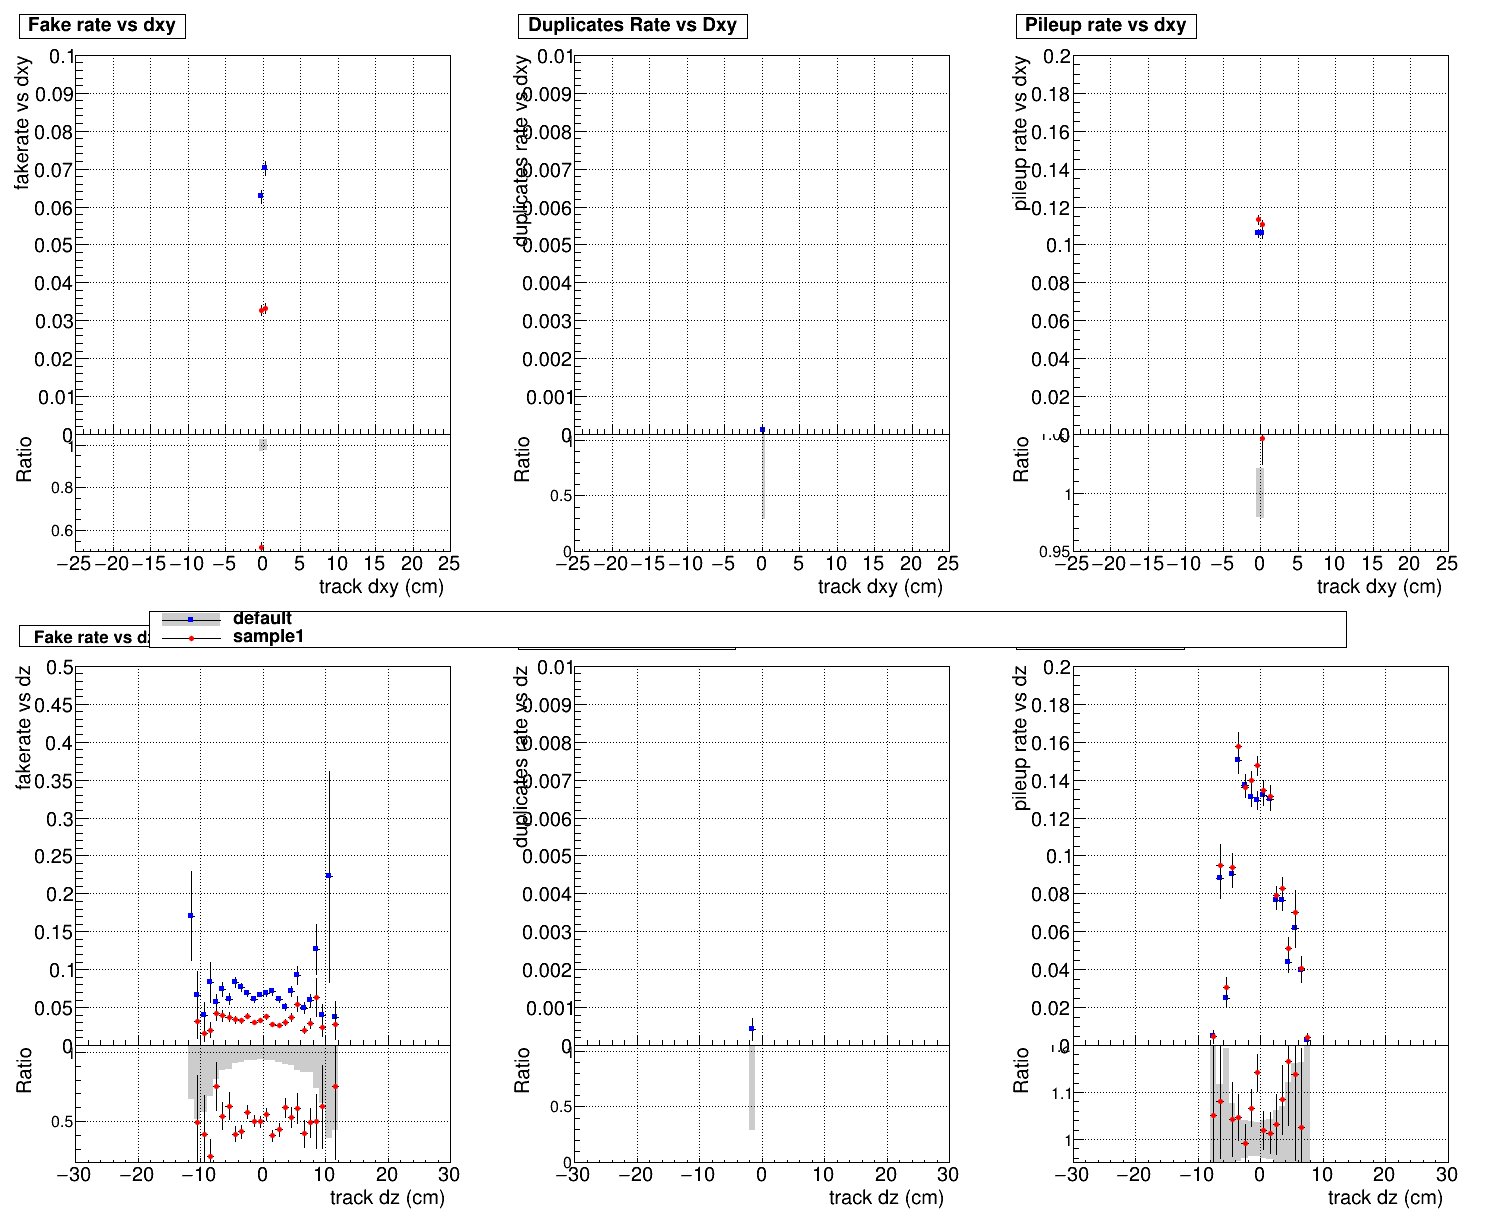 Fake rate vs dxy
fakerate vs dxy
0.1
0.09
0.08
0.07
0.06
0.05
0.04
0.03
0.02
0.01
0
Ratio
1
0.8
0.6
−25 −20 −15 −10 −5 0 5 10 15 20 25
track dxy (cm)
Duplicates Rate vs Dxy
duplicates rate vs dxy
0.01
0.009
0.008
0.007
0.006
0.005
0.004
0.003
0.002
0.001
0
Ratio
1
0.5
0
−25 −20 −15 −10 −5 0 5 10 15 20 25
track dxy (cm)
Pileup rate vs dxy
pileup rate vs dxy
0.2
0.18
0.16
0.14
0.12
0.1
0.08
0.06
0.04
0.02
0
Ratio
1
0.95
−25 −20 −15 −10 −5 0 5 10 15 20 25
track dxy (cm)
default
sample1
Fake rate vs
fakerate vs dz
0.5
0.45
0.4
0.35
0.3
0.25
0.2
0.15
0.1
0.05
0
Ratio
1
0.5
−30 −20 −10 0 10 20 30
track dz (cm)
duplicates rate vs dz
0.01
0.009
0.008
0.007
0.006
0.005
0.004
0.003
0.002
0.001
0
Ratio
1
0.5
0
−30 −20 −10 0 10 20 30
track dz (cm)
pileup rate vs dz
0.2
0.18
0.16
0.14
0.12
0.1
0.08
0.06
0.04
0.02
0
Ratio
1.1
1
−30 −20 −10 0 10 20 30
track dz (cm)